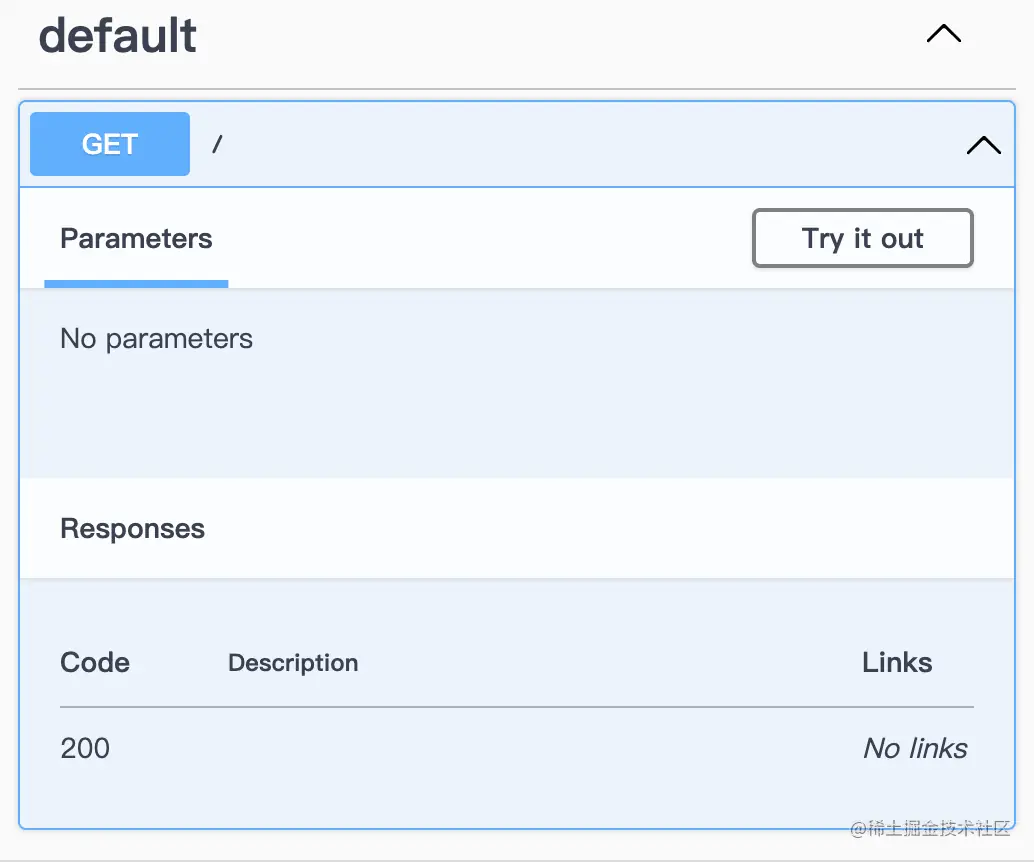 default
GET /
Parameters
Try it out
No parameters
Responses
Code Description Links
200 No links
@稀土掘金技术社区